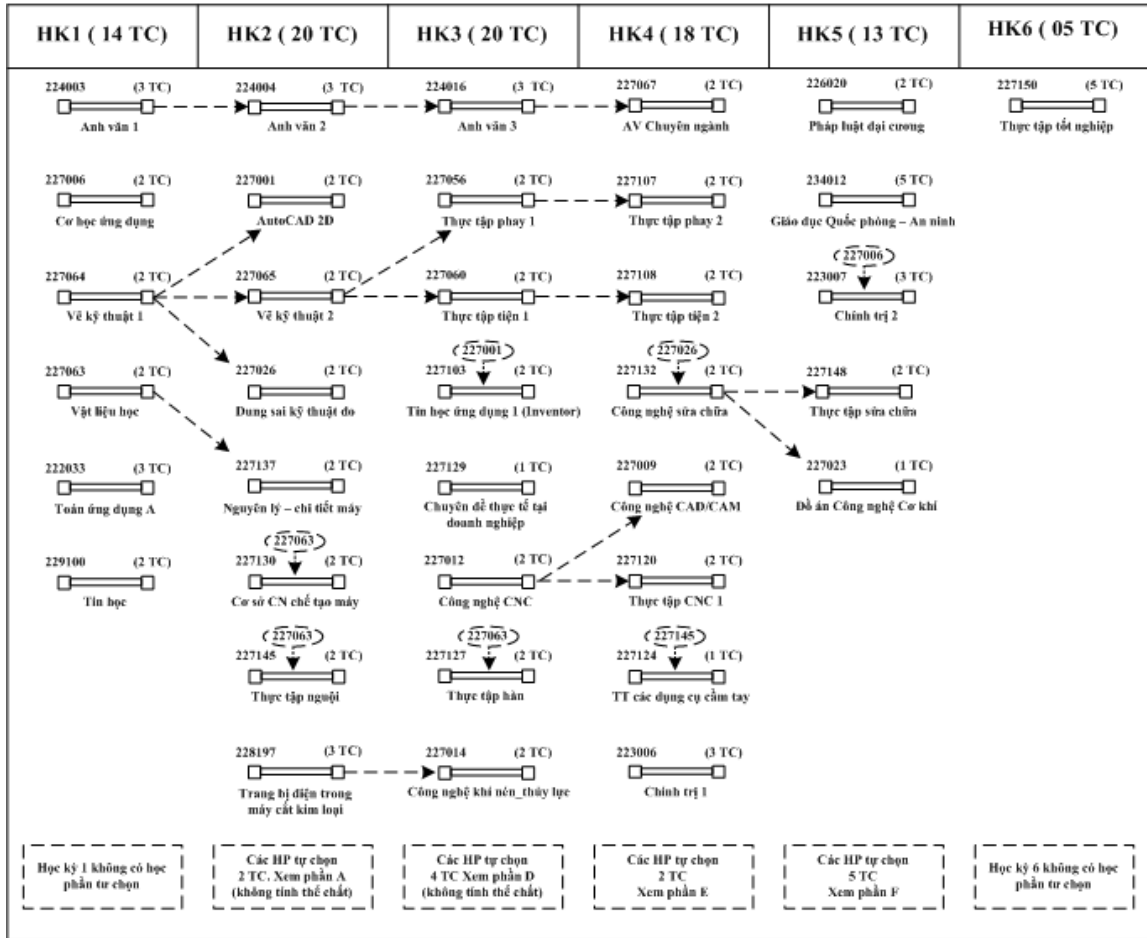 HK1 ( 14 TC)
HK2 ( 20 TC)
HK3 ( 20 TC)
HK4 ( 18 TC)
HK5 ( 13 TC)
HK6 ( 05 TC)
224003 (3 TC)
Anh văn 1
224004 (3 TC)
Anh văn 2
224016 (3 TC)
Anh văn 3
227067 (2 TC)
AV Chuyên ngành
226020 (2 TC)
Pháp luật đại cương
227150 (5 TC)
Thực tập tốt nghiệp
227006 (2 TC)
Cơ học ứng dụng
227001 (2 TC)
AutoCAD 2D
227056 (2 TC)
Thực tập phay 1
227107 (2 TC)
Thực tập phay 2
234012 (5 TC)
Giáo dục Quốc phòng – An ninh
227064 (2 TC)
Vẽ kỹ thuật 1
227065 (2 TC)
Vẽ kỹ thuật 2
227060 (2 TC)
Thực tập tiện 1
227108 (2 TC)
Thực tập tiện 2
227006
223007 (3 TC)
Chính trị 2
227063 (2 TC)
Vật liệu học
227026 (2 TC)
Dung sai kỹ thuật đo
227001
227103 (2 TC)
Tin học ứng dụng 1 (Inventor)
227026
227132 (2 TC)
Công nghệ sửa chữa
227148 (2 TC)
Thực tập sửa chữa
222033 (3 TC)
Toán ứng dụng A
227137 (2 TC)
Nguyên lý – chi tiết máy
227129 (1 TC)
Chuyên đề thực tế tại
doanh nghiệp
227009 (2 TC)
Công nghệ CAD/CAM
227023 (1 TC)
Đồ án Công nghệ Cơ khí
229100 (2 TC)
Tin học
227063
227130 (2 TC)
Cơ sở CN chế tạo máy
227012 (2 TC)
Công nghệ CNC
227120 (2 TC)
Thực tập CNC 1
227063
227145 (2 TC)
Thực tập nguội
227063
227127 (2 TC)
Thực tập hàn
227145
227124 (1 TC)
TT các dụng cụ cầm tay
228197 (3 TC)
Trang bị điện trong
máy cắt kim loại
227014 (2 TC)
Công nghệ khí nén_thủy lực
223006 (3 TC)
Chính trị 1
Học kỳ 1 không có học
phần tư chọn
Các HP tự chọn
2 TC. Xem phần A
(không tính thể chất)
Các HP tự chọn
4 TC Xem phần D
(không tính thể chất)
Các HP tự chọn
2 TC
Xem phần E
Các HP tự chọn
5 TC
Xem phần F
Học kỳ 6 không có học
phần tư chọn